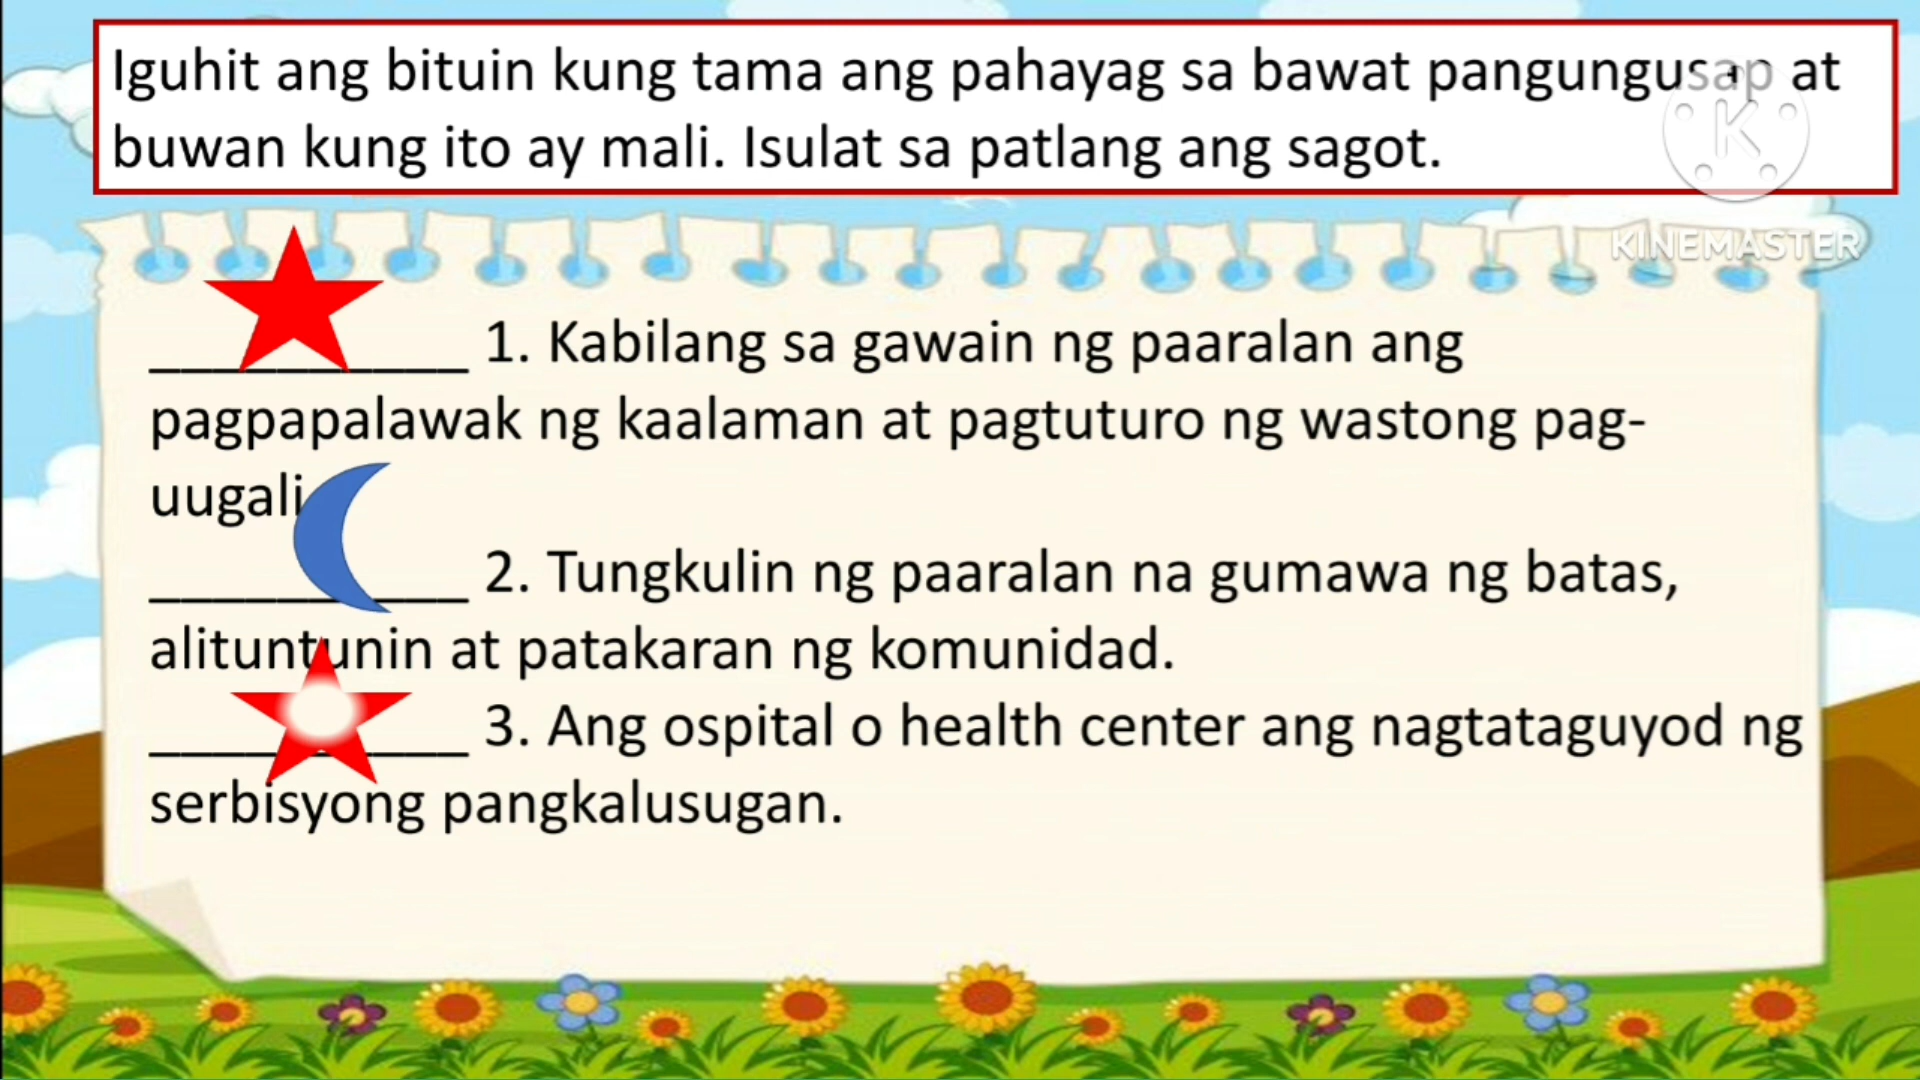 Iguhit ang bituin kung tama ang pahayag sa bawat pangungusap at
buwan kung ito ay mali. Isulat sa patlang ang sagot.
K
KINEMASTER
__________ 1. Kabilang sa gawain ng paaralan ang
pagpapalawak ng kaalaman at pagtuturo ng wastong pag-
uugali
__________ 2. Tungkulin ng paaralan na gumawa ng batas,
alituntunin at patakaran ng komunidad.
__________ 3. Ang ospital o health center ang nagtataguyod ng
serbisyong pangkalusugan.